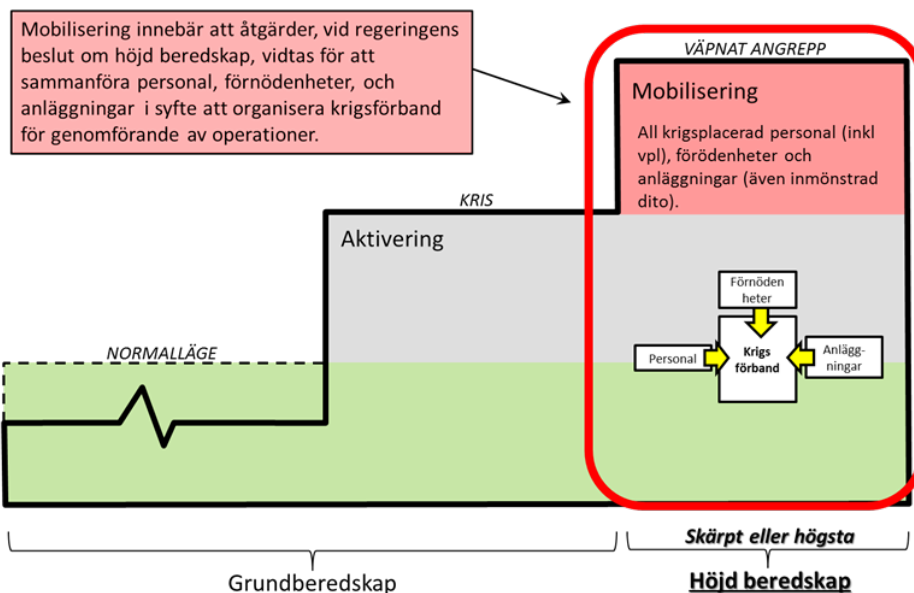 Mobilisering innebär att åtgärder, vid regeringens
beslut om höjd beredskap, vidtas för att
sammanföra personal, förnödenheter, och
anläggningar i syfte att organisera krigsförband
för genomförande av operationer.
VÄPNAT ANGREPP
Mobilisering
All krigsplacerad personal (inkl
vpl), förödenheter och
anläggningar (även inmönstrad
dito).
KRIS
Aktivering
Förnöden
heter
NORMALLÄGE
Personal
Krigs
förband
Anlägg-
ningar
Skärpt eller högsta
Grundberedskap
Höjd beredskap